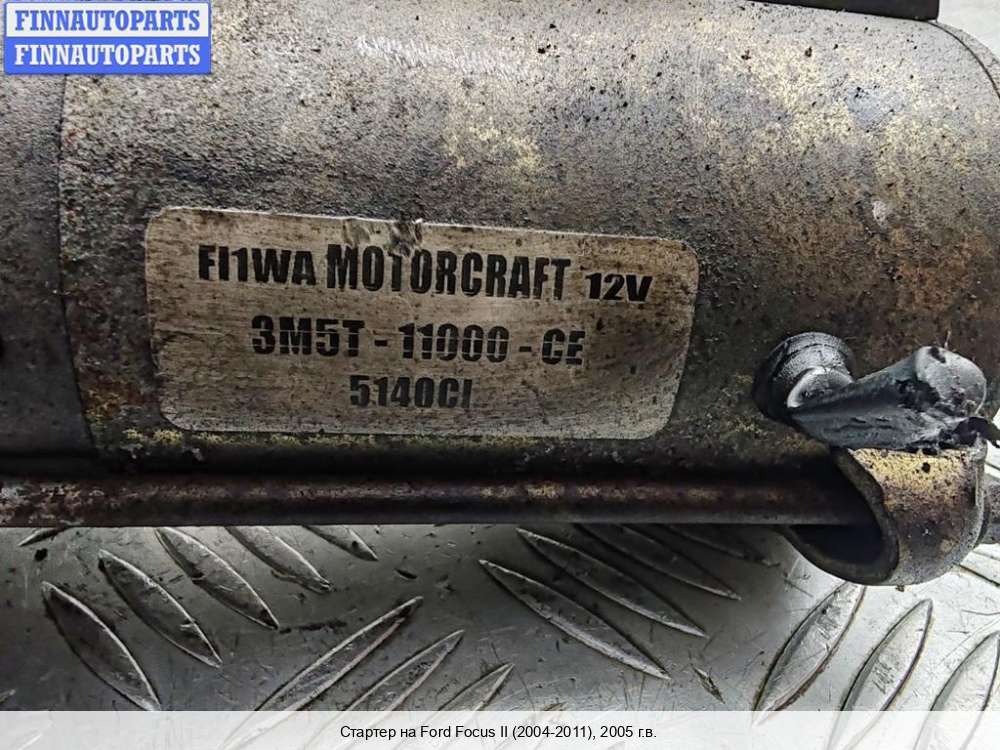 FINNAUTOPARTS
FINNAUTOPARTS
FI1WA MOTORCRAFT 12V
3M5T - 11000 - CE
5140CI
Стартер на Ford Focus II (2004-2011), 2005 г.в.